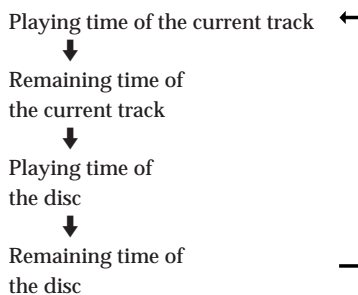 Playing time of the current track
Remaining time of
the current track
Playing time of
the disc
Remaining time of
the disc